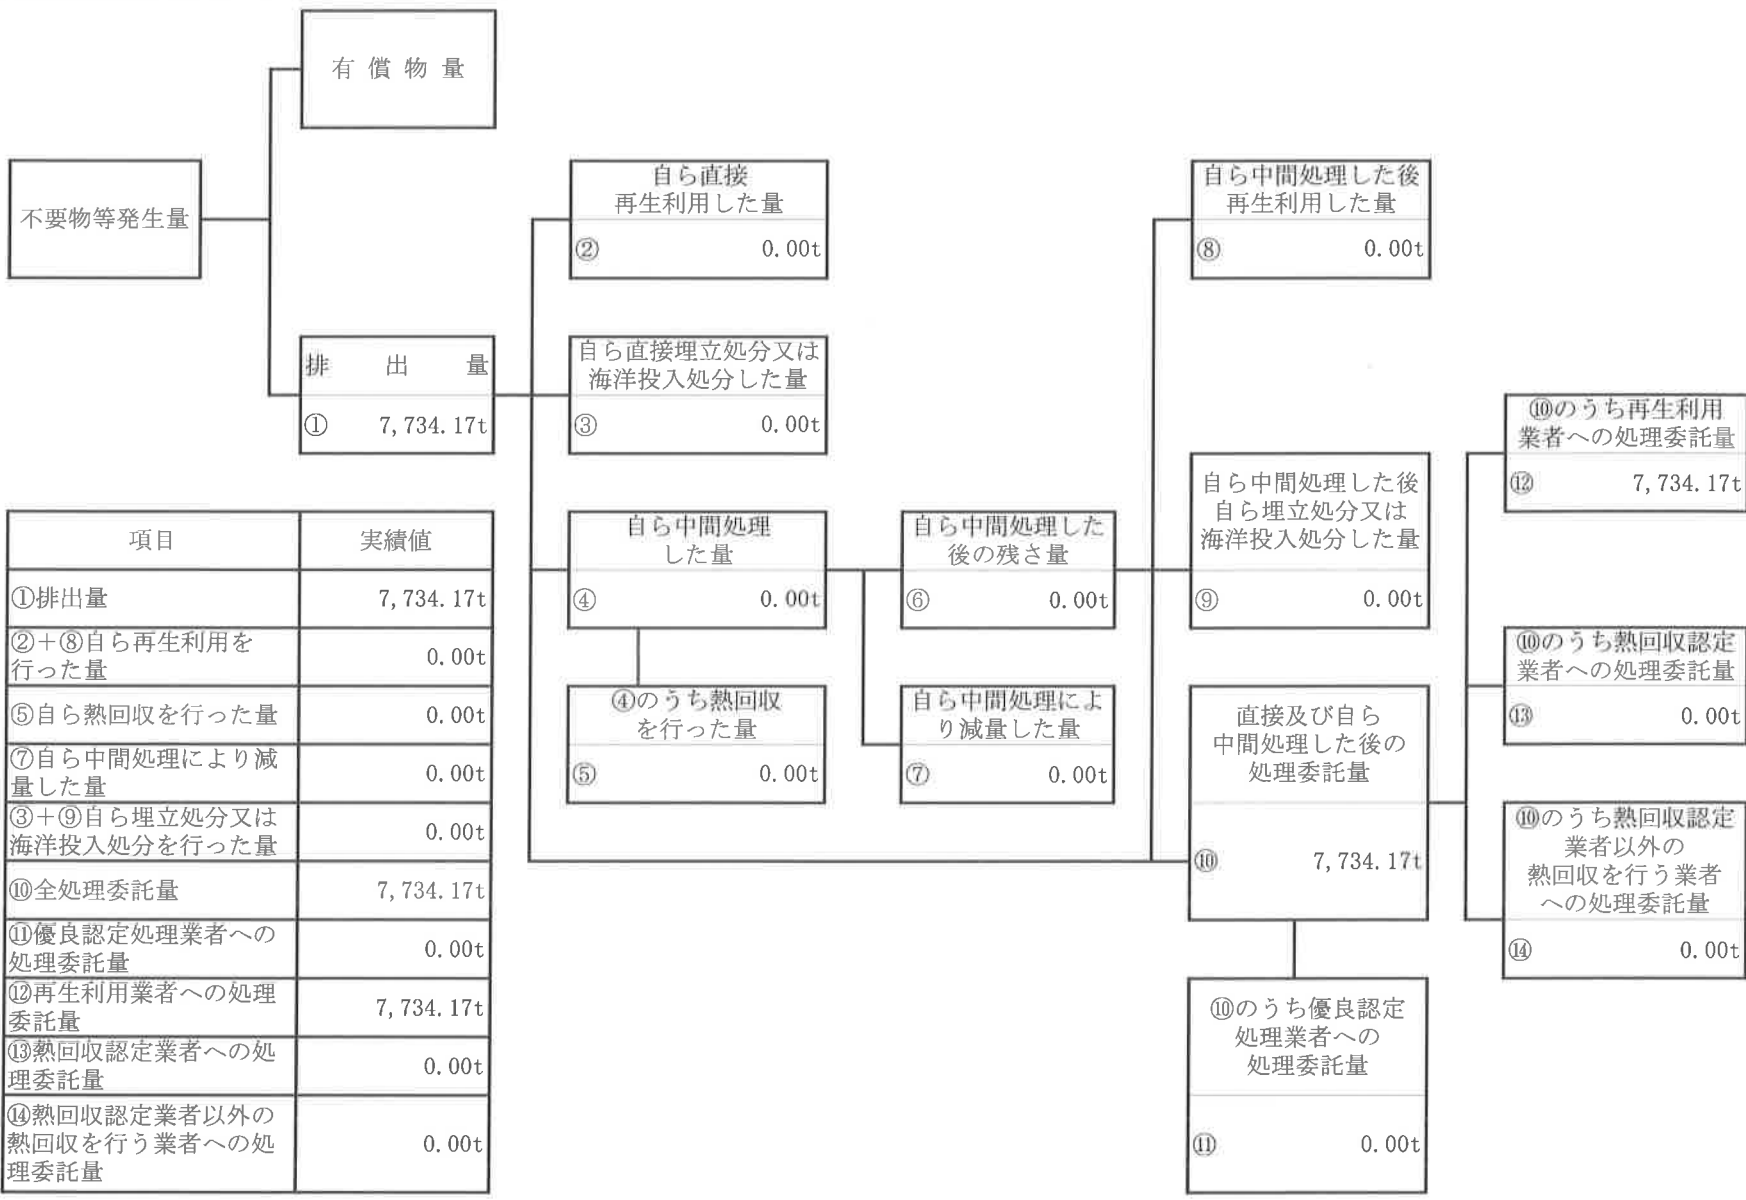 有償物量
不要物等発生量
自ら直接
再生利用した量
② 0.00t
自ら中間処理した後
再生利用した量
⑧ 0.00t
排出量
① 7,734.17t
自ら直接埋立処分又は
海洋投入処分した量
③ 0.00t
⑩のうち再生利用
業者への処理委託量
⑫ 7,734.17t
自ら中間処理
した量
④ 0.00t
自ら中間処理した
後の残さ量
⑥ 0.00t
自ら中間処理した後
自ら埋立処分又は
海洋投入処分した量
⑨ 0.00t
⑩のうち熱回収認定
業者への処理委託量
⑬ 0.00t
④のうち熱回収
を行った量
⑤ 0.00t
自ら中間処理によ
り減量した量
⑦ 0.00t
直接及び自ら
中間処理した後の
処理委託量
⑩ 7,734.17t
⑩のうち熱回収認定
業者以外の
熱回収を行う業者
への処理委託量
⑭ 0.00t
⑩のうち優良認定
処理業者への
処理委託量
⑪ 0.00t
項目 実績値
①排出量 7,734.17t
②+⑧自ら再生利用を
行った量 0.00t
⑤自ら熱回収を行った量 0.00t
⑦自ら中間処理により減
量した量 0.00t
③+⑨自ら埋立処分又は
海洋投入処分を行った量 0.00t
⑩全処理委託量 7,734.17t
⑪優良認定処理業者への
処理委託量 0.00t
⑫再生利用業者への処理
委託量 7,734.17t
⑬熱回収認定業者への処
理委託量 0.00t
⑭熱回収認定業者以外の
熱回収を行う業者への処
理委託量 0.00t